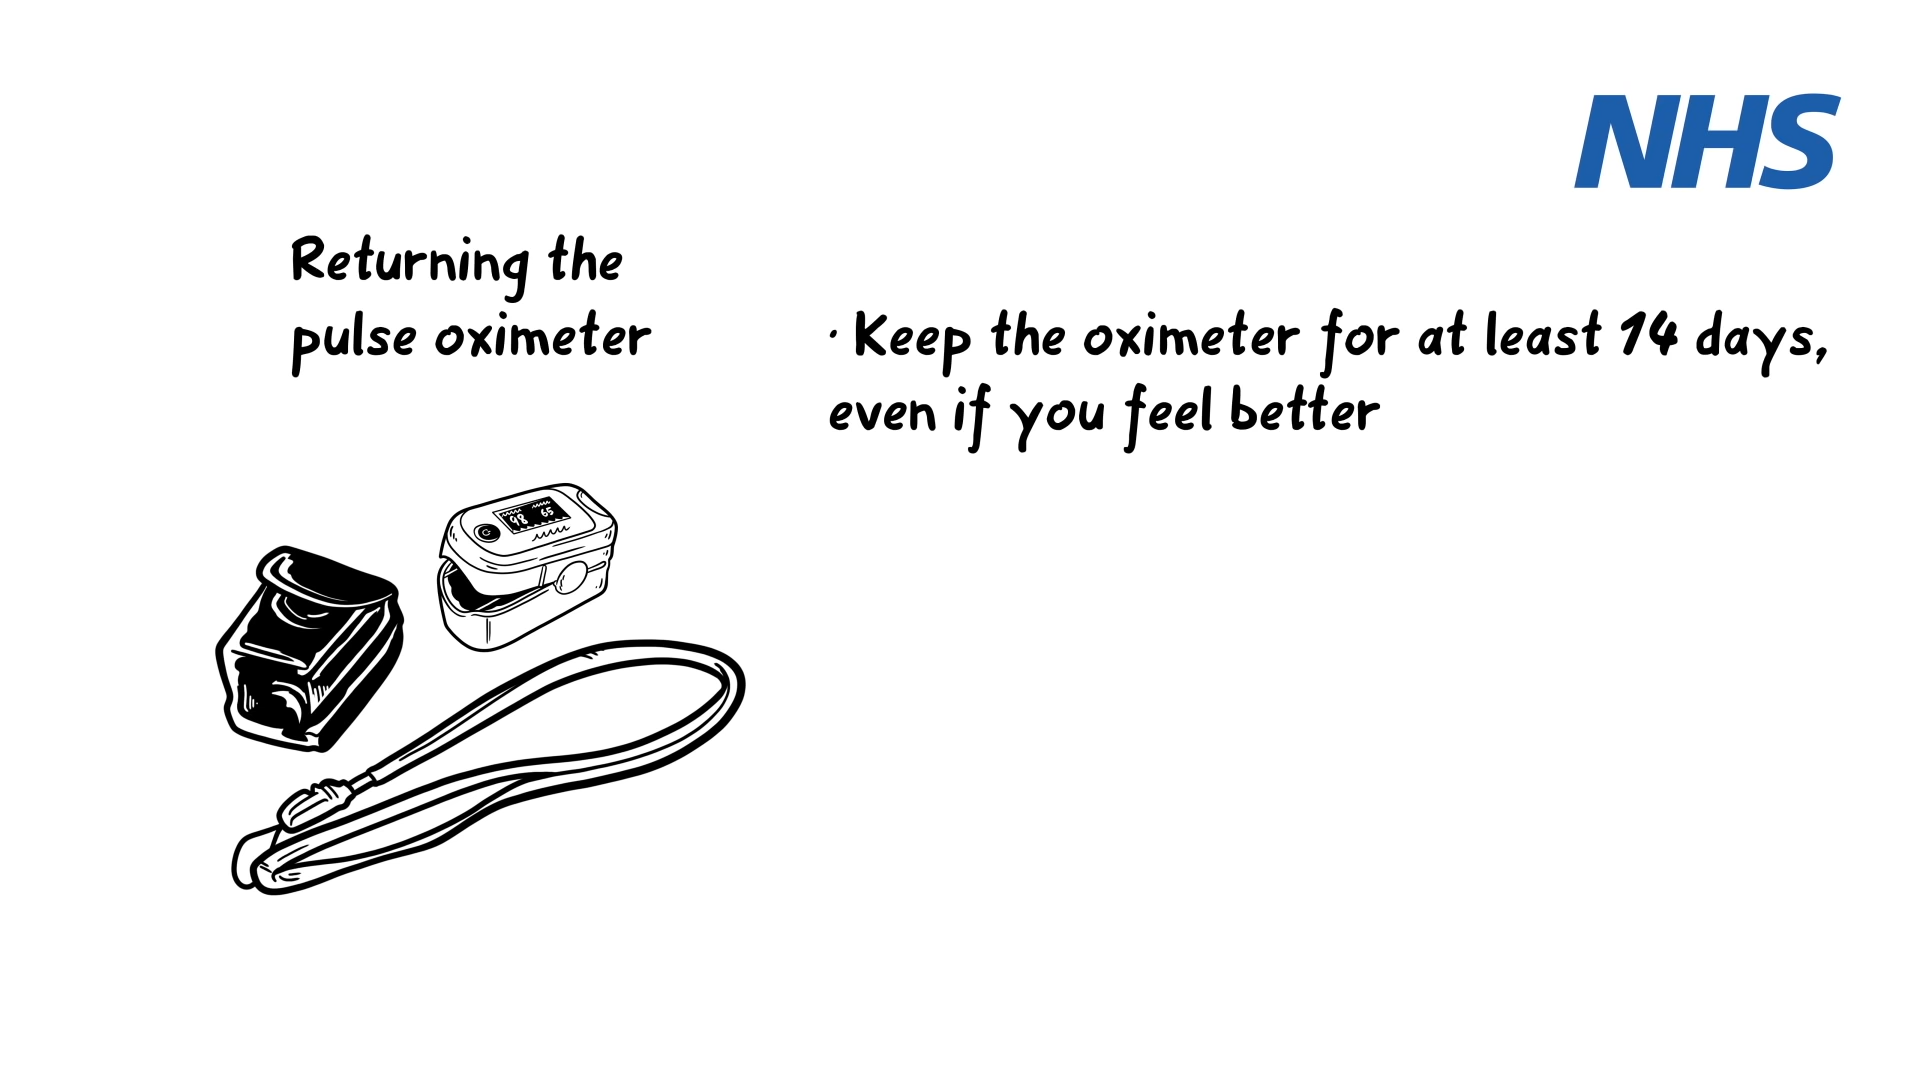 NHS
Returning the
pulse oximeter
· Keep the oximeter for at least 14 days,
even if you feel better
98 65